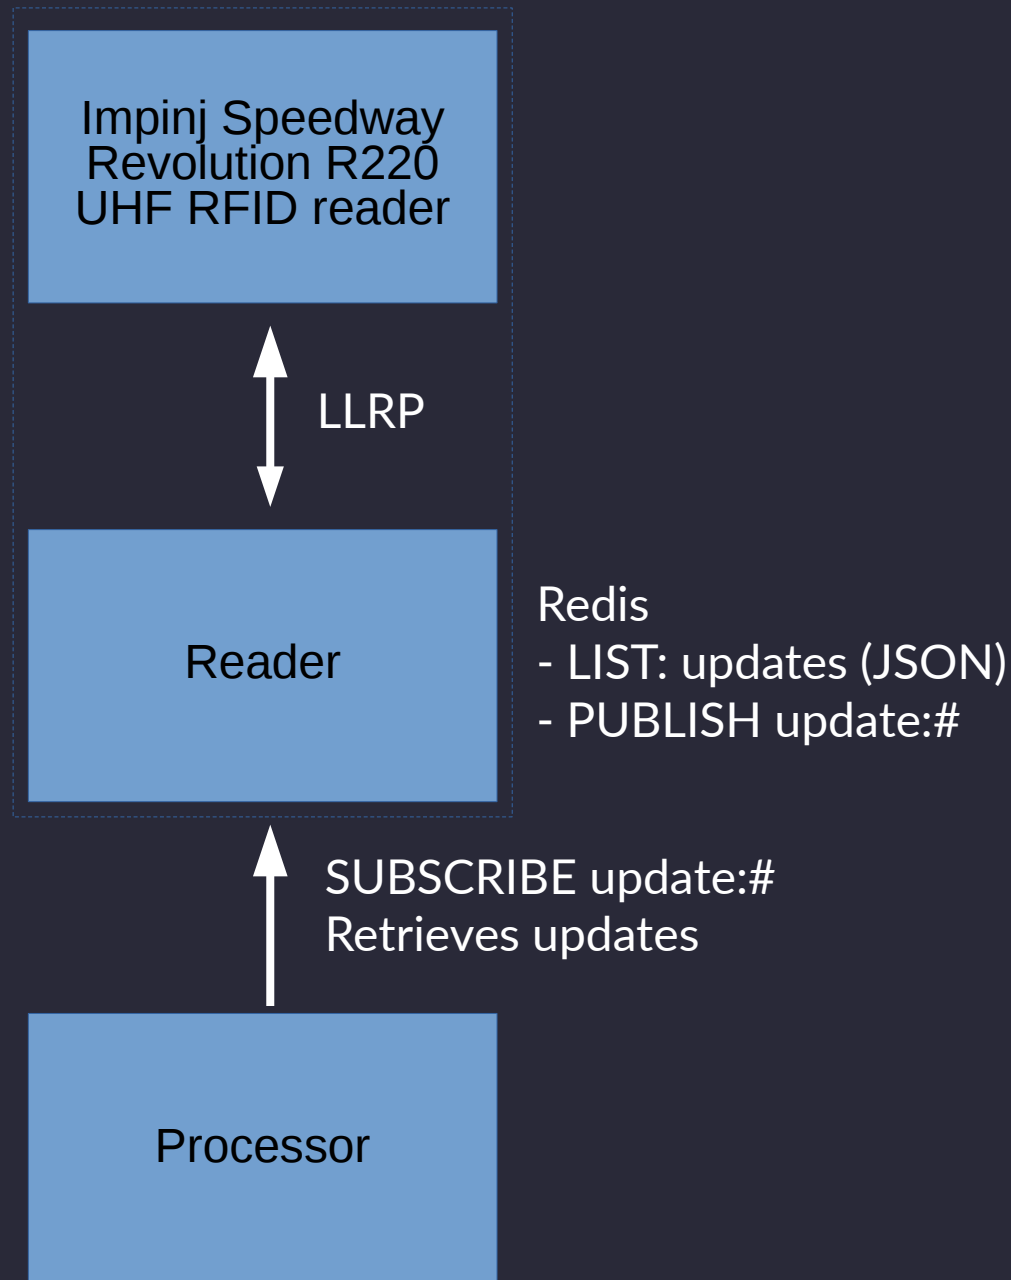 Impinj Speedway
Revolution R220
UHF RFID reader
LLRP
Reader
Redis
- LIST: updates (JSON)
- PUBLISH update:#
SUBSCRIBE update:#
Retrieves updates
Processor